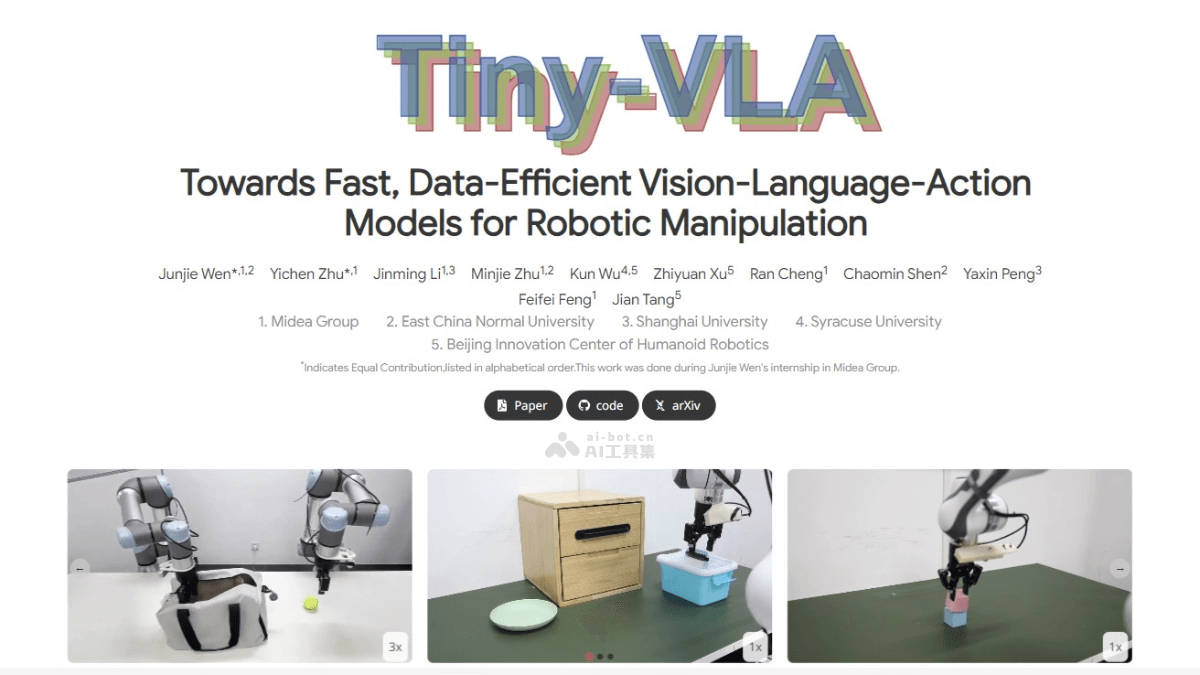 Tiny-VLA
Towards Fast, Data-Efficient Vision-Language-Action
Models for Robotic Manipulation
Junjie Wen*,1,2 Yichen Zhu*,1 Jinming Li1,3 Minjie Zhu1,2 Kun Wu4,5 Zhiyuan Xu5 Ran Cheng1 Chaomin Shen2 Yaxin Peng3
Feifei Feng1 Jian Tang5
1. Midea Group 2. East China Normal University 3. Shanghai University 4. Syracuse University
5. Beijing Innovation Center of Humanoid Robotics
*Indicates Equal Contribution,listed in alphabetical order.This work was done during Junjie Wen's internship in Midea Group.
Paper code arXiv
ai-bot.cn
AI工具集
3x 1x 1x